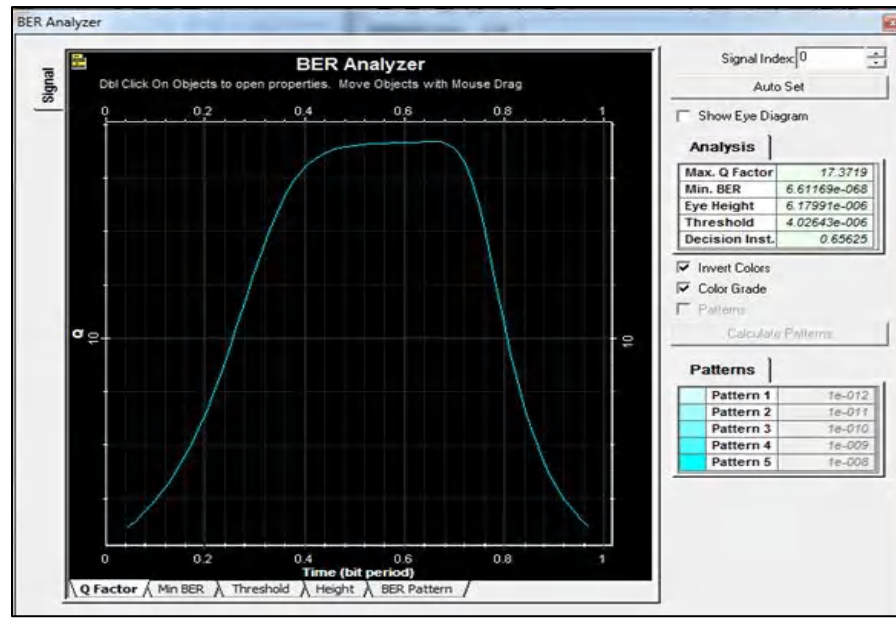 BER Analyzer
Signal
BER Analyzer
Dbl Click On Objects to open properties. Move Objects with Mouse Drag
0 0.2 0.4 0.6 0.8 1
Q
10
10
0 0.2 0.4 0.6 0.8 1
Time (bit period)
Q Factor Min BER Threshold Height BER Pattern
Signal Index: 0
Auto Set
Show Eye Diagram
Analysis
Max. Q Factor 17.3719
Min. BER 6.61169e-068
Eye Height 6.17991e-006
Threshold 4.02643e-006
Decision Inst. 0.65625
Invert Colors
Color Grade
Patterns
Calculate Patterns
Patterns
Pattern 1 1e-012
Pattern 2 1e-011
Pattern 3 1e-010
Pattern 4 1e-009
Pattern 5 1e-008